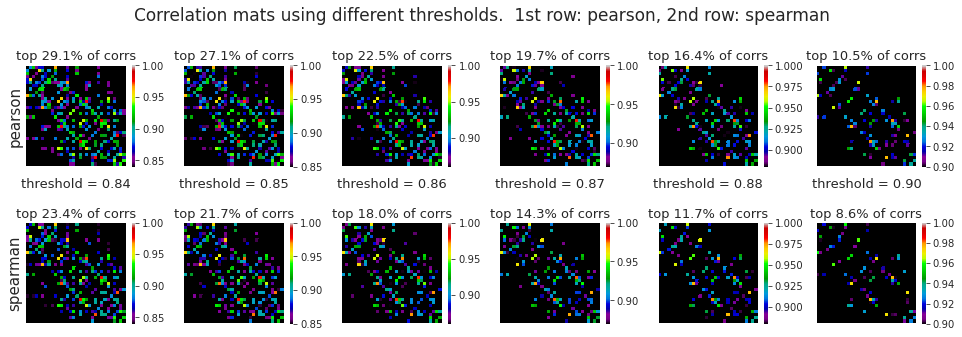 Correlation mats using different thresholds.  1st row: pearson, 2nd row: spearman
top 29.1% of corrs
top 27.1% of corrs
top 22.5% of corrs
top 19.7% of corrs
top 16.4% of corrs
top 10.5% of corrs
pearson
1.00
0.95
0.90
0.85
1.00
0.95
0.90
0.85
1.00
0.95
0.90
1.00
0.95
0.90
1.000
0.975
0.950
0.925
0.900
1.00
0.98
0.96
0.94
0.92
0.90
threshold = 0.84
threshold = 0.85
threshold = 0.86
threshold = 0.87
threshold = 0.88
threshold = 0.90
top 23.4% of corrs
top 21.7% of corrs
top 18.0% of corrs
top 14.3% of corrs
top 11.7% of corrs
top 8.6% of corrs
spearman
1.00
0.95
0.90
0.85
1.00
0.95
0.90
0.85
1.00
0.95
0.90
1.00
0.95
0.90
1.000
0.975
0.950
0.925
0.900
1.00
0.98
0.96
0.94
0.92
0.90